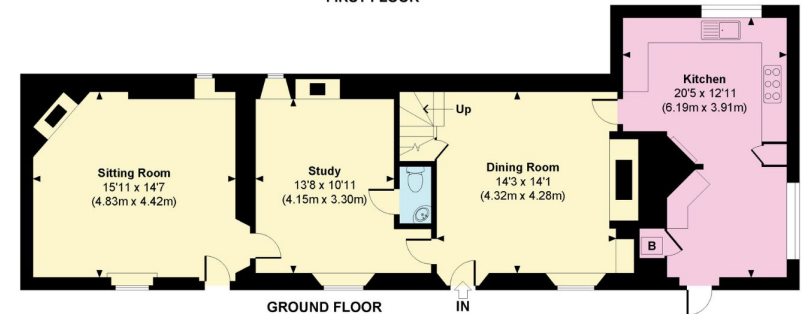 FIRST FLOOR
Kitchen
20'5 x 12'11
(6.19m x 3.91m)
Up
Sitting Room
15'11 x 14'7
(4.83m x 4.42m)
Study
13'8 x 10'11
(4.15m x 3.30m)
Dining Room
14'3 x 14'1
(4.32m x 4.28m)
B
GROUND FLOOR
IN